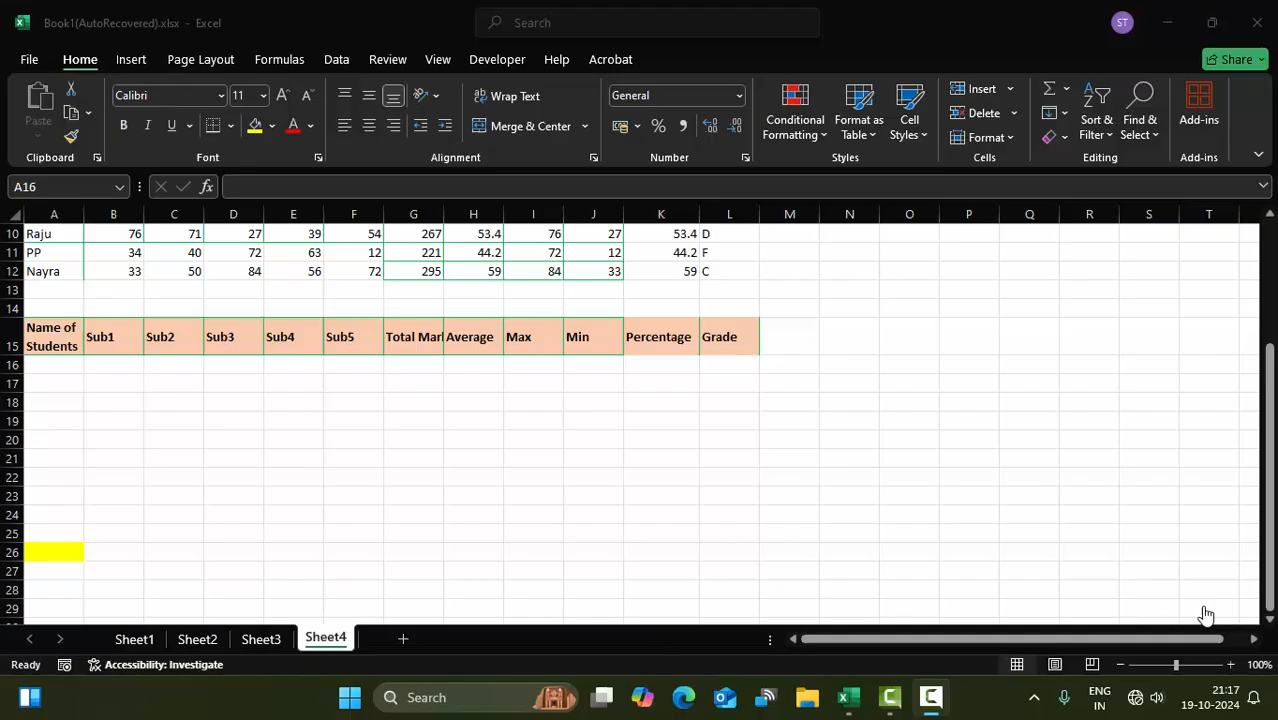 Book1(AutoRecovered).xlsx - Excel
Search
ST
File Home Insert Page Layout Formulas Data Review View Developer Help Acrobat
Share
Paste
Calibri 11
B I U
Wrap Text
Merge & Center
General
Conditional Formatting
Format as Table
Cell Styles
Insert
Delete
Format
Sort & Filter
Find & Select
Add-ins
Clipboard Font Alignment Number Styles Cells Editing Add-ins
A16 fx
A B C D E F G H I J K L M N O P Q R S T
10 Raju 76 71 27 39 54 267 53.4 76 27 53.4 D
11 PP 34 40 72 63 12 221 44.2 72 12 44.2 F
12 Nayra 33 50 84 56 72 295 59 84 33 59 C
13
14
15 Name of Students Sub1 Sub2 Sub3 Sub4 Sub5 Total Mar Average Max Min Percentage Grade
16
17
18
19
20
21
22
23
24
25
26
27
28
29
Sheet1 Sheet2 Sheet3 Sheet4
Ready Accessibility: Investigate 100%
Search
ENG
IN
21:17
19-10-2024